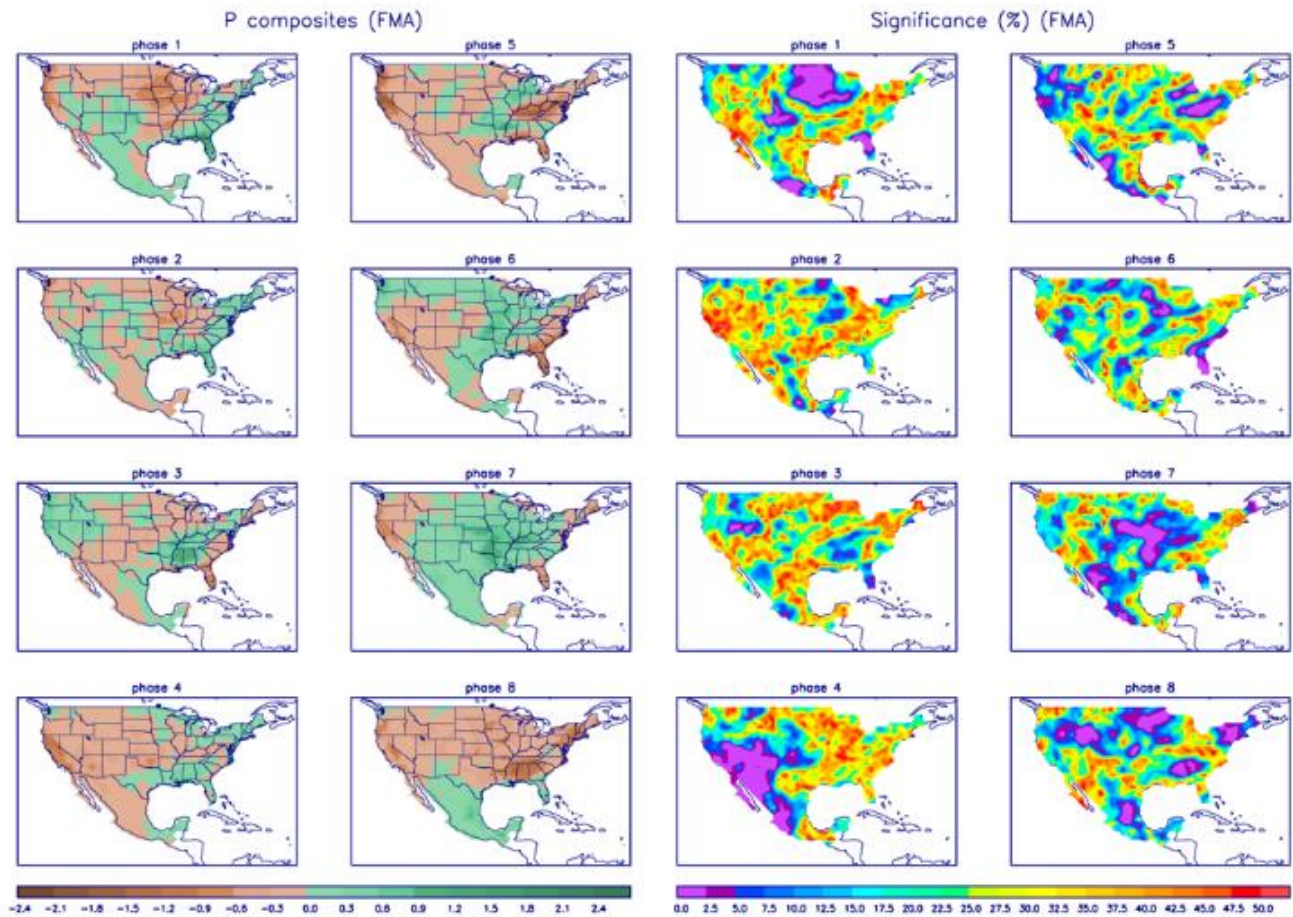 P composites (FMA)
Significance (%) (FMA)
phase 1
phase 5
phase 1
phase 5
phase 2
phase 6
phase 2
phase 6
phase 3
phase 7
phase 3
phase 7
phase 4
phase 8
phase 4
phase 8
-2.4 -2.1 -1.8 -1.5 -1.2 -0.9 -0.6 -0.3 0.0 0.3 0.6 0.9 1.2 1.5 1.8 2.1 2.4
0.0 2.5 5.0 7.5 10.0 12.5 15.0 17.5 20.0 22.5 25.0 27.5 30.0 32.5 35.0 37.5 40.0 42.5 45.0 47.5 50.0